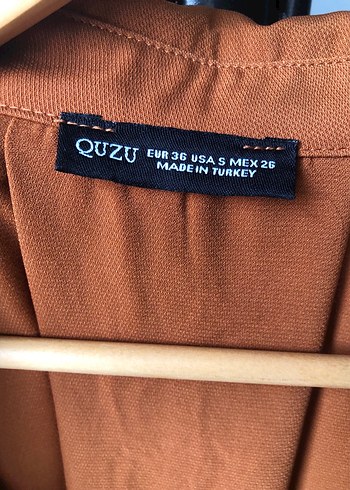 QUZU EUR 36 USA S MEX 26
MADE IN TURKEY